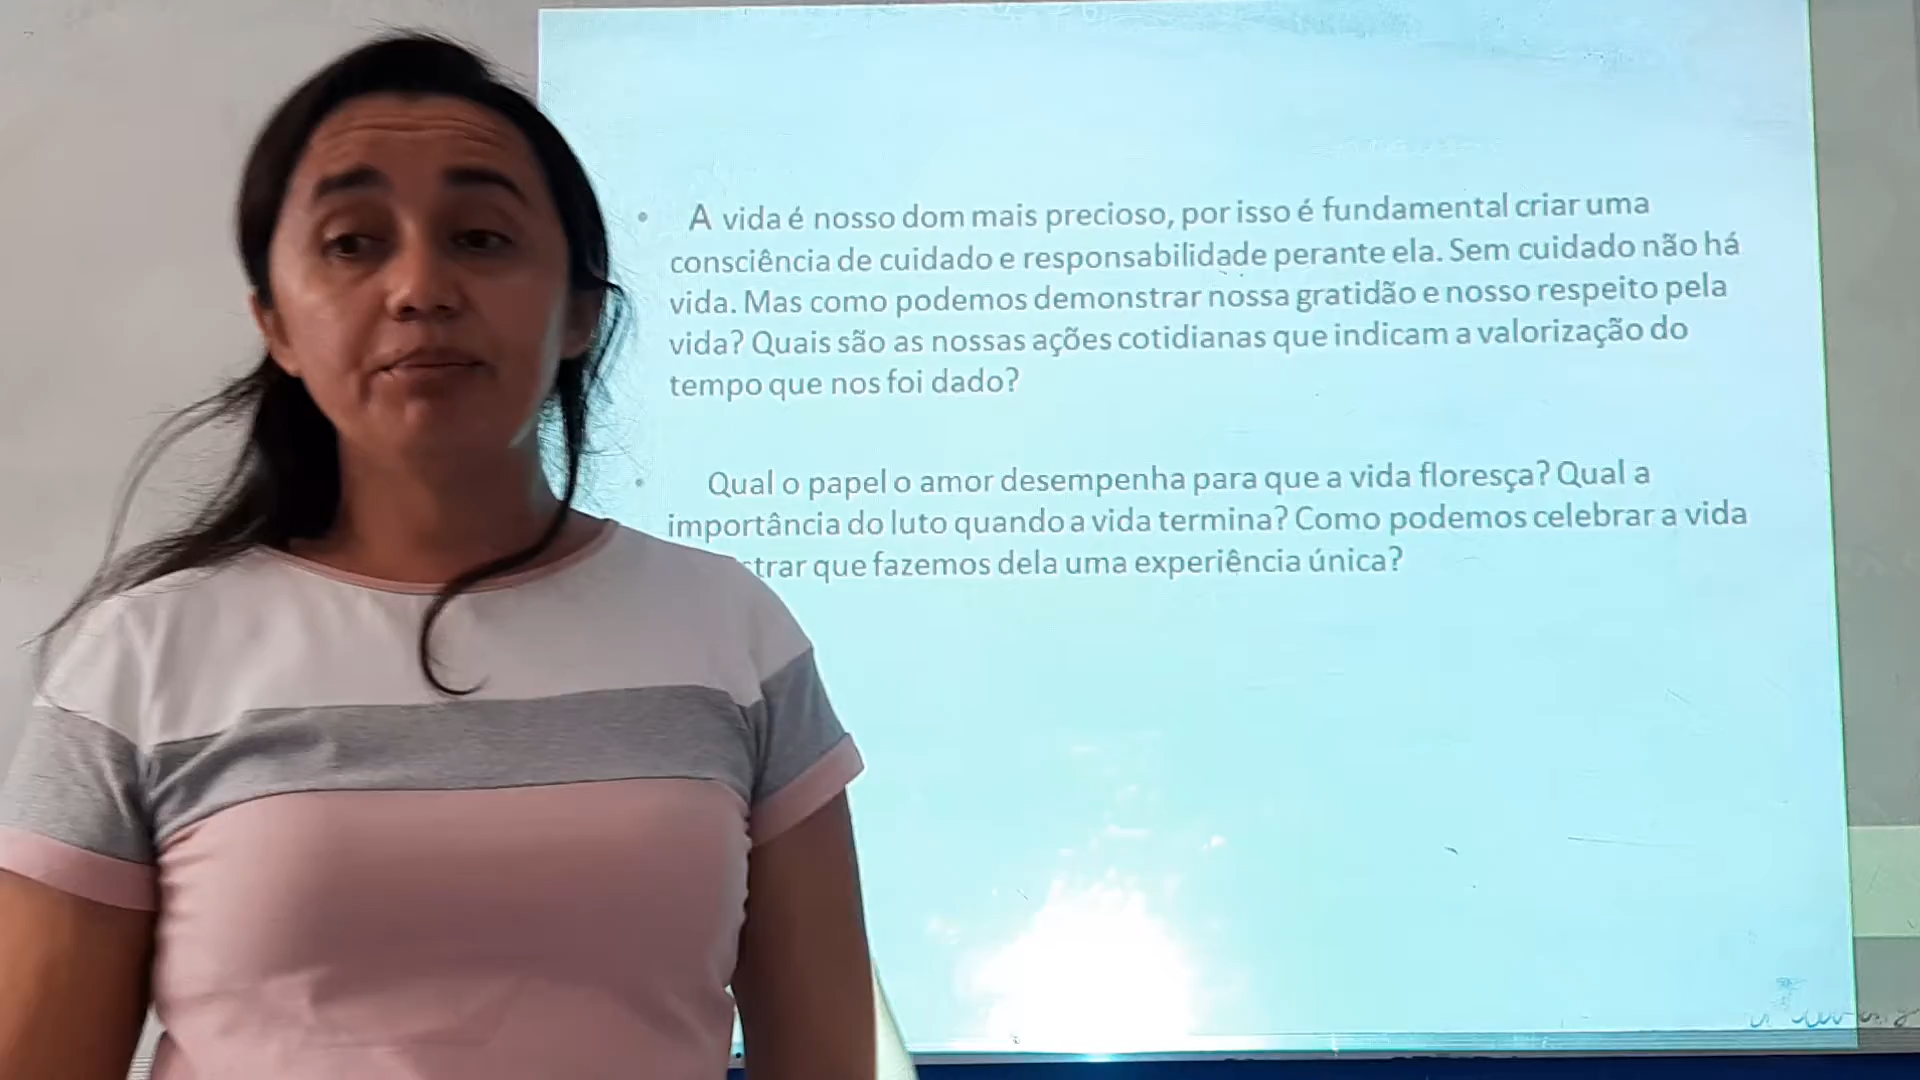 • A vida é nosso dom mais precioso, por isso é fundamental criar uma
consciência de cuidado e responsabilidade perante ela. Sem cuidado não há
vida. Mas como podemos demonstrar nossa gratidão e nosso respeito pela
vida? Quais são as nossas ações cotidianas que indicam a valorização do
tempo que nos foi dado?
• Qual o papel o amor desempenha para que a vida floresça? Qual a
importância do luto quando a vida termina? Como podemos celebrar a vida
que fazemos dela uma experiência única?